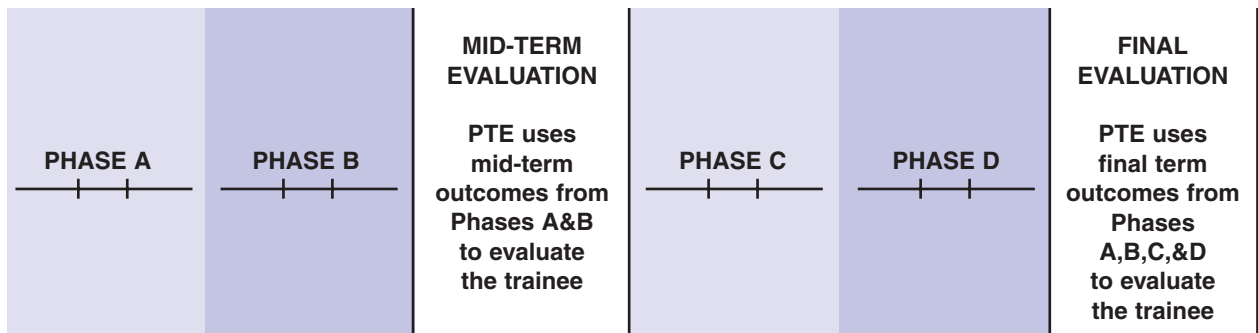 PHASE A
PHASE B
MID-TERM
EVALUATION
PTE uses
mid-term
outcomes from
Phases A&B
to evaluate
the trainee
PHASE C
PHASE D
FINAL
EVALUATION
PTE uses
final term
outcomes from
Phases
A,B,C,&D
to evaluate
the trainee